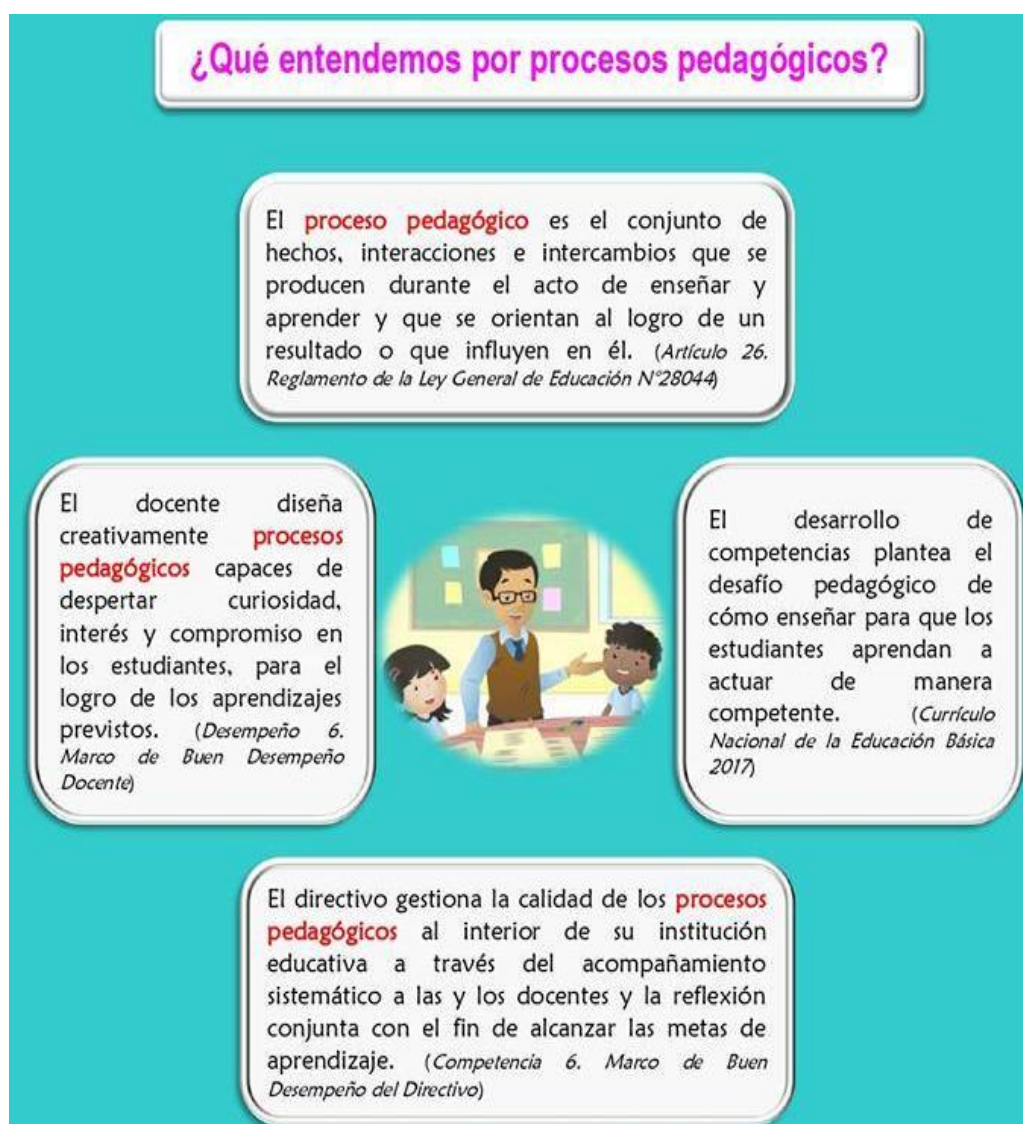 ¿Qué entendemos por procesos pedagógicos?
El proceso pedagógico es el conjunto de
hechos, interacciones e intercambios que se
producen durante el acto de enseñar y
aprender y que se orientan al logro de un
resultado o que influyen en él. (Artículo 26.
Reglamento de la Ley General de Educación N°28044)
El docente diseña
creativamente procesos
pedagógicos capaces de
despertar curiosidad,
interés y compromiso en
los estudiantes, para el
logro de los aprendizajes
previstos. (Desempeño 6.
Marco de Buen Desempeño
Docente)
El desarrollo de
competencias plantea el
desafío pedagógico de
cómo enseñar para que los
estudiantes aprendan a
actuar de manera
competente. (Currículo
Nacional de la Educación Básica
2017)
El directivo gestiona la calidad de los procesos
pedagógicos al interior de su institución
educativa a través del acompañamiento
sistemático a las y los docentes y la reflexión
conjunta con el fin de alcanzar las metas de
aprendizaje. (Competencia 6. Marco de Buen
Desempeño del Directivo)